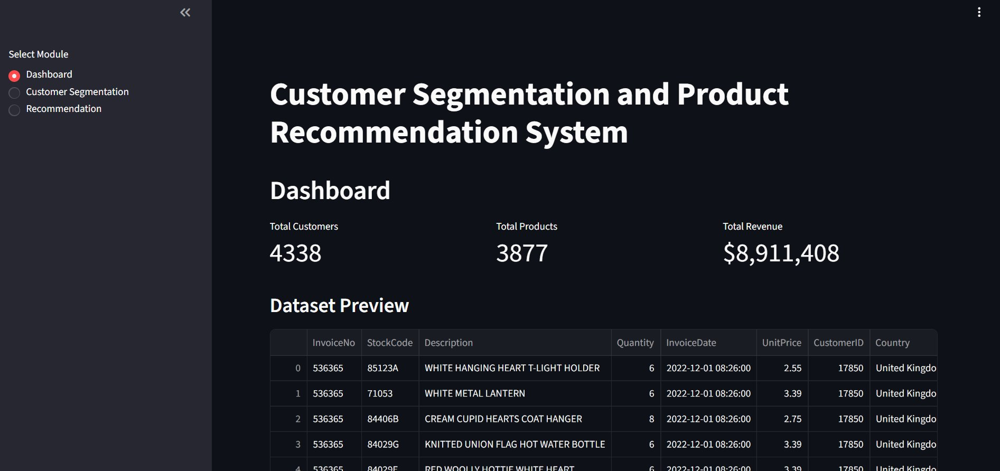 Select Module
Dashboard
Customer Segmentation
Recommendation
Customer Segmentation and Product
Recommendation System
Dashboard
Total Customers Total Products Total Revenue
4338 3877 $8,911,408
Dataset Preview
InvoiceNo StockCode Description Quantity InvoiceDate UnitPrice CustomerID Country
0 536365 85123A WHITE HANGING HEART T-LIGHT HOLDER 6 2022-12-01 08:26:00 2.55 17850 United Kingdo
1 536365 71053 WHITE METAL LANTERN 6 2022-12-01 08:26:00 3.39 17850 United Kingdo
2 536365 84406B CREAM CUPID HEARTS COAT HANGER 8 2022-12-01 08:26:00 2.75 17850 United Kingdo
3 536365 84029G KNITTED UNION FLAG HOT WATER BOTTLE 6 2022-12-01 08:26:00 3.39 17850 United Kingdo
4 536365 84029E RED WOOLLY HOTTIE WHITE HEART 6 2022-12-01 08:26:00 3.39 17850 United Kingdo